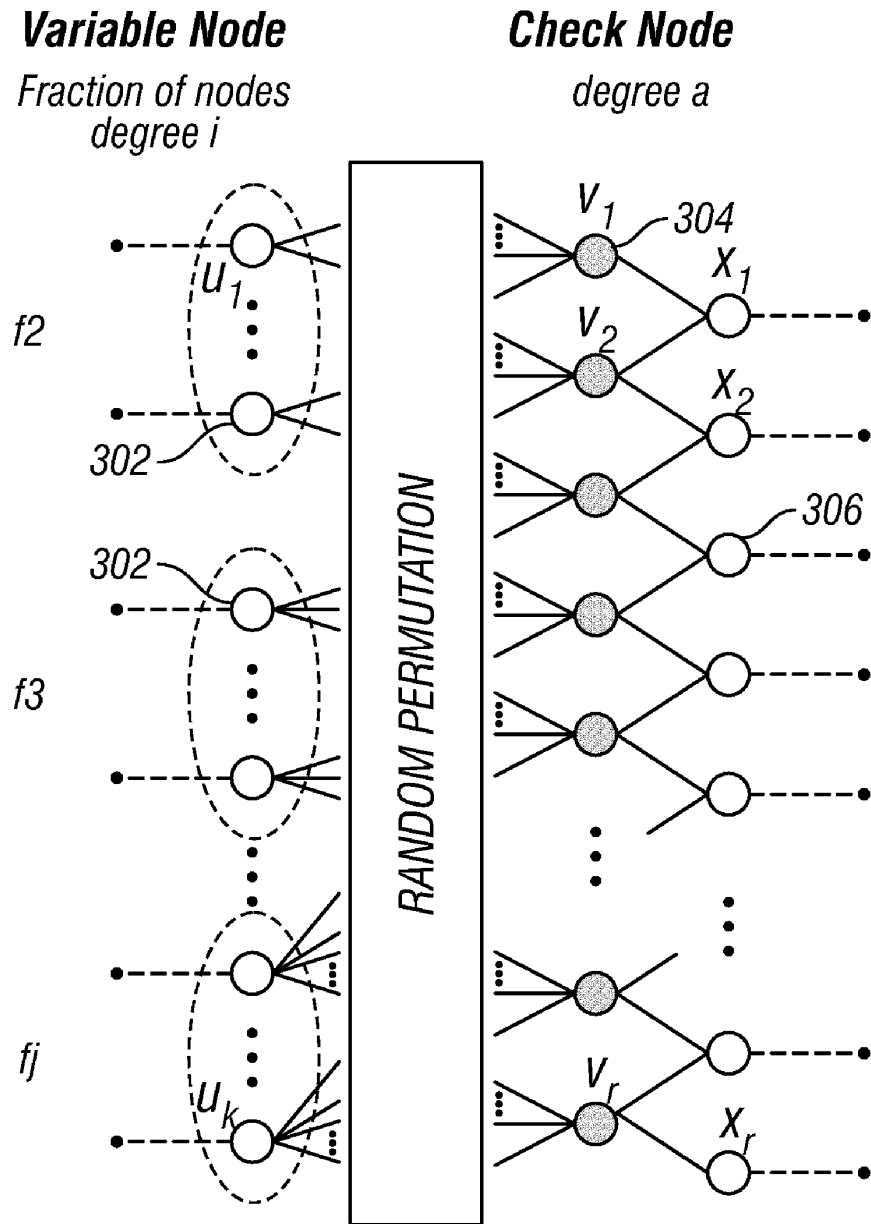 Variable Node
Fraction of nodes
degree i
Check Node
degree a
RANDOM PERMUTATION
f2
u1
302
302
f3
fj
uk
v1
304
x1
v2
x2
306
vr
xr